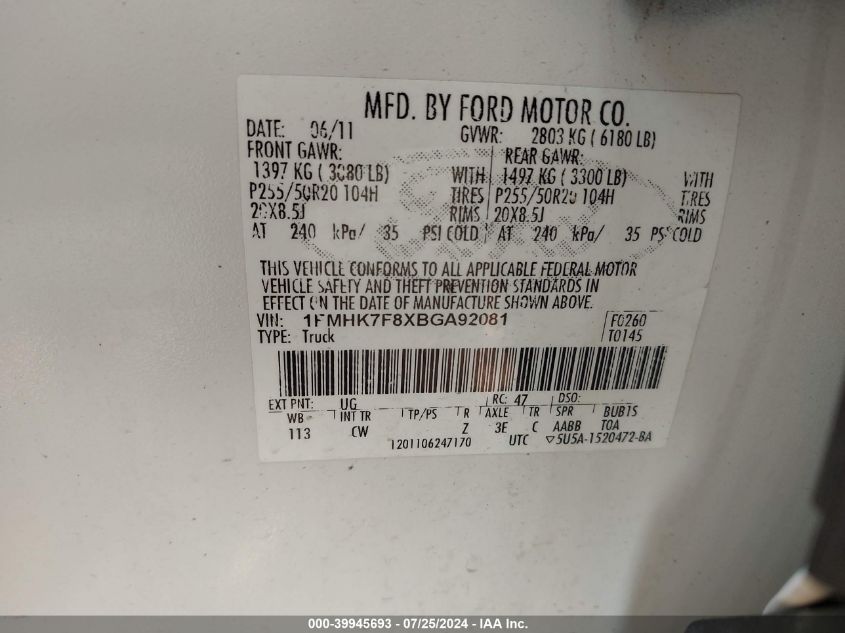 MFD. BY FORD MOTOR CO.
DATE: 06/11 GVWR: 2803 KG ( 6180 LB)
FRONT GAWR: REAR GAWR:
1397 KG ( 3080 LB) WITH 1497 KG ( 3300 LB) WITH
P255/50R20 104H TIRES P255/50R20 104H TIRES
20X8.5J RIMS 20X8.5J RIMS
AT 240 kPa/ 35 PSI COLD AT 240 kPa/ 35 PSI COLD
THIS VEHICLE CONFORMS TO ALL APPLICABLE FEDERAL MOTOR
VEHICLE SAFETY AND THEFT PREVENTION STANDARDS IN
EFFECT ON THE DATE OF MANUFACTURE SHOWN ABOVE.
VIN: 1FMHK7F8XBGA92081 F0260
TYPE: Truck T0145
EXT PNT: UG RC: 47 DSO:
WB INT TR TP/PS R AXLE TR SPR BUB1S
113 CW Z 3E C AABB TOA
1201106247170 UTC ▽5U5A-1520472-BA
000-39945693 - 07/25/2024 - IAA Inc.